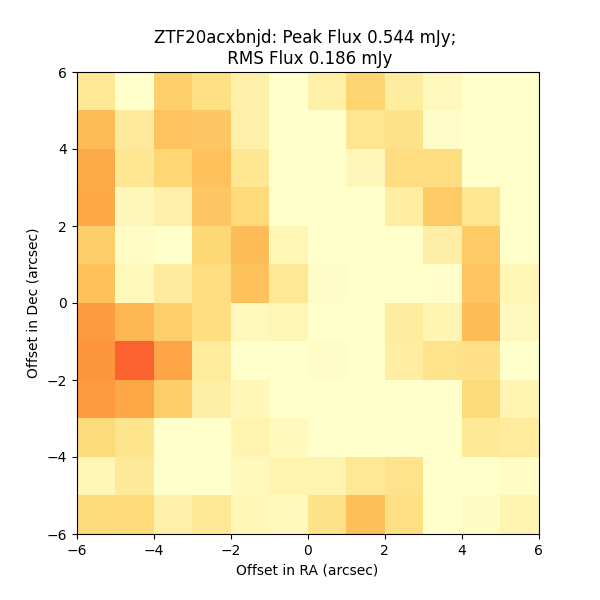 ZTF20acxbnjd: Peak Flux 0.544 mJy;
RMS Flux 0.186 mJy
6
4
2
0
−2
−4
−6
Offset in Dec (arcsec)
−6 −4 −2 0 2 4 6
Offset in RA (arcsec)